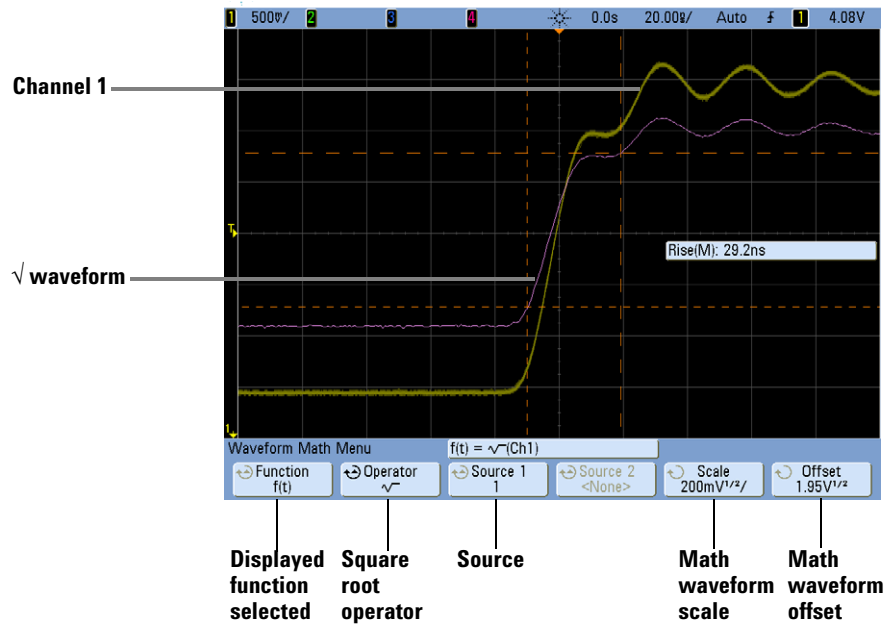 1 500mV/ 2 3 4 0.0s 20.00s/ Auto 1 4.08V
Channel 1
T
√ waveform
Rise(M): 29.2ns
1
Waveform Math Menu
f(t) = √(Ch1)
Function
f(t)
Operator
√
Source 1
1
Source 2
<None>
Scale
200mV¹/²/
Offset
1.95V¹/²
Displayed
function
selected
Square
root
operator
Source
Math
waveform
scale
Math
waveform
offset